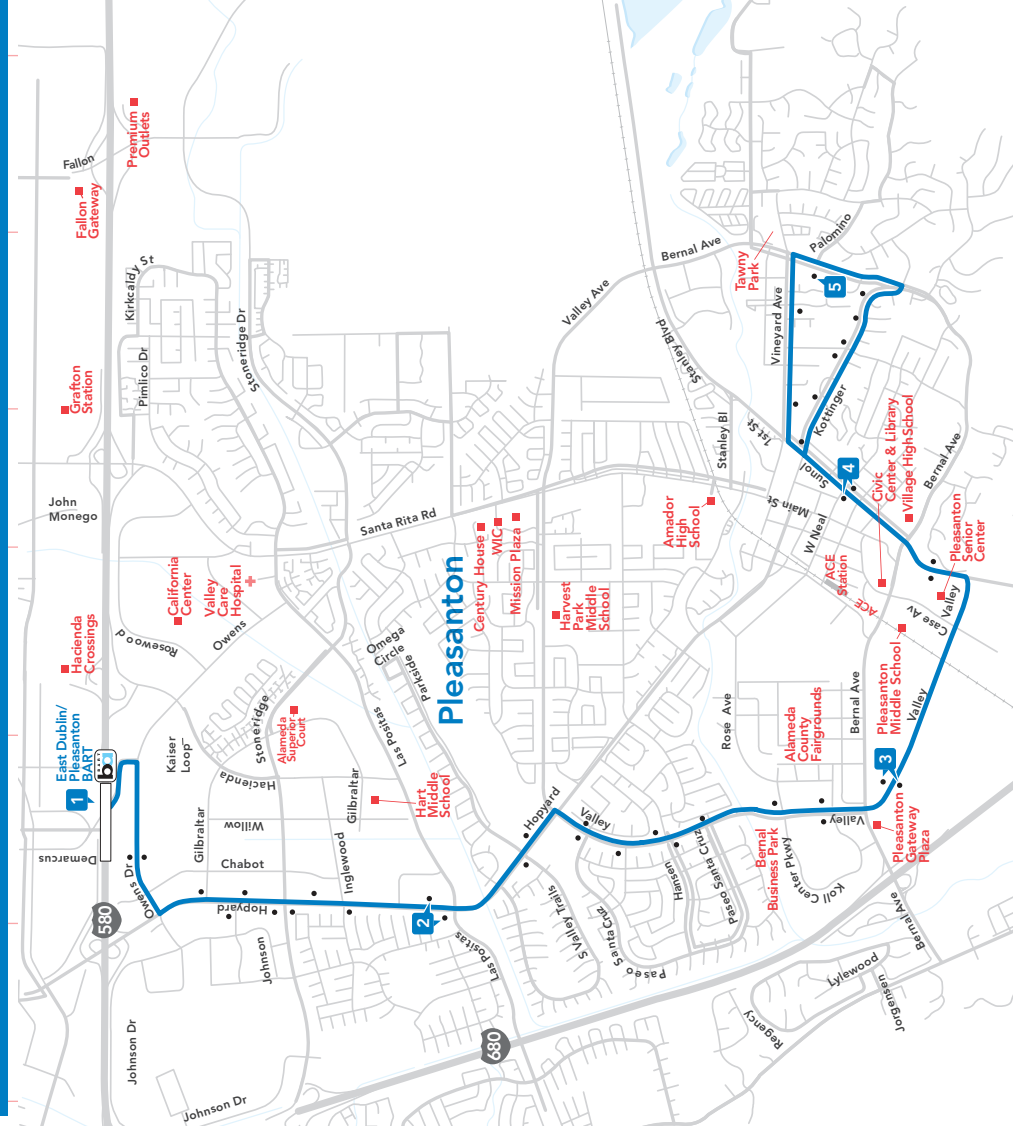 Premium
Outlets
Fallon
Fallon
Gateway
Kirkcaldy St
Pimlico Dr
Stoneridge Dr
Grafton
Station
John
Monego
Hacienda
Crossings
California
Center
Valley
Care
Hospital
Rosewood
Owens
Santa Rita Rd
East Dublin/
Pleasanton
BART
1
b
Kaiser
Loop
Stoneridge
Hacienda
Alameda
Superior
Court
Demarcus
580
Owens Dr
Gilbraltar
Willow
Chabot
Hopyard
Johnson
Johnson Dr
Johnson Dr
Inglewood
Gilbraltar
Hart
Middle
School
Las Positas
Parkside
Omega
Circle
Pleasanton
Century House
WIC
Mission Plaza
Harvest
Park
Middle
School
2
Las Positas
680
Hopyard
Valley
S Valley Trails
Paseo Santa Cruz
Hansen
Paseo Santa Cruz
Bernal
Business Park
Koll Center Pkwy
Valley
Rose Ave
Alameda
County
Fairgrounds
Bernal Ave
3
Pleasanton
Gateway
Plaza
Bernal Ave
Lylewood
Jorgensen
Regency
Pleasanton
Middle School
Valley
Case Av
Valley
ACE
ACE
Station
Pleasanton
Senior
Center
Civic
Center & Library
Village High School
Bernal Ave
W Neal
Main St
4
Sunol
1st St
Stanley Bl
Amador
High
School
Stanley Blvd
Valley Ave
Bernal Ave
Tawny
Park
Vineyard Ave
Kottinger
5
Palomino